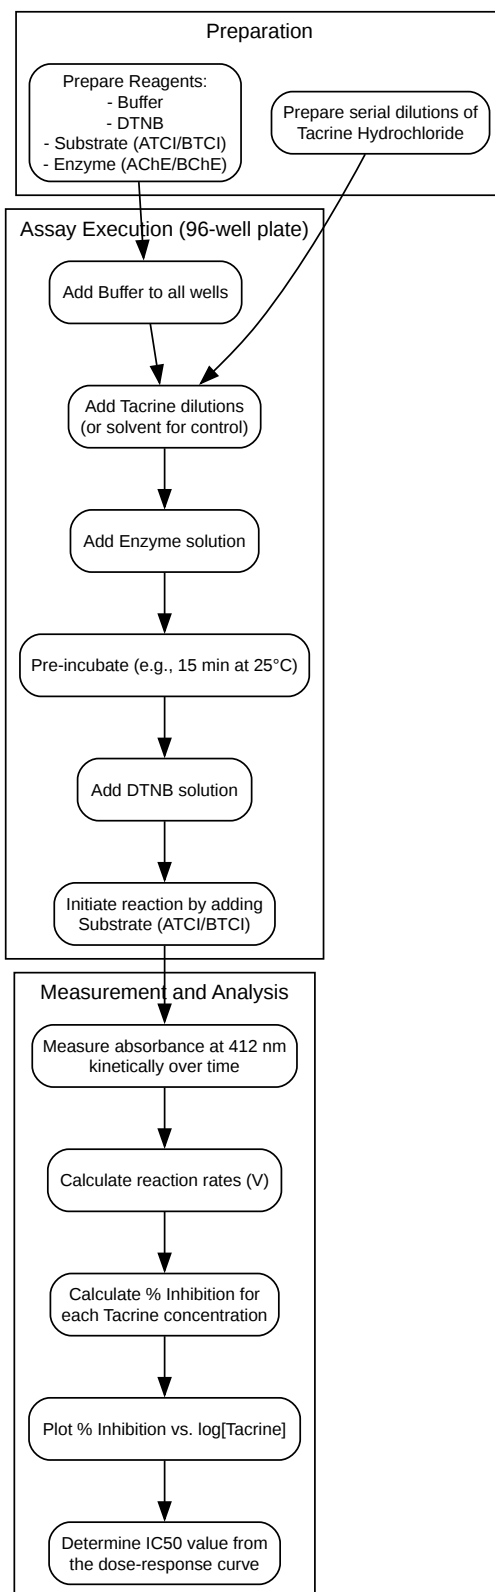 Preparation
Prepare Reagents:
- Buffer
- DTNB
- Substrate (ATCI/BTCI)
- Enzyme (AChE/BChE)
Prepare serial dilutions of
Tacrine Hydrochloride
Assay Execution (96-well plate)
Add Buffer to all wells
Add Tacrine dilutions
(or solvent for control)
Add Enzyme solution
Pre-incubate (e.g., 15 min at 25°C)
Add DTNB solution
Initiate reaction by adding
Substrate (ATCI/BTCI)
Measurement and Analysis
Measure absorbance at 412 nm
kinetically over time
Calculate reaction rates (V)
Calculate % Inhibition for
each Tacrine concentration
Plot % Inhibition vs. log[Tacrine]
Determine IC50 value from
the dose-response curve